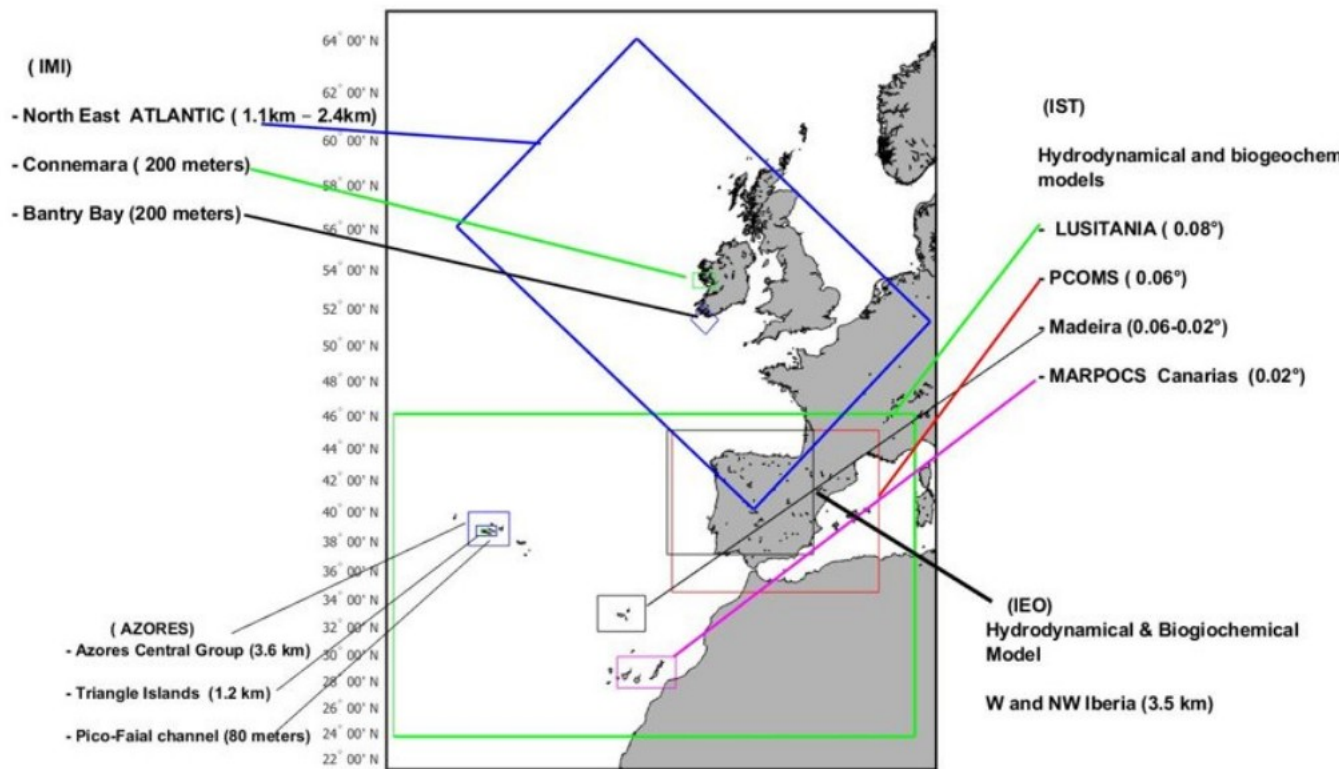 ( IMI)
- North East ATLANTIC ( 1.1km – 2.4km)
- Connemara ( 200 meters)
- Bantry Bay (200 meters)
64° 00' N
62° 00' N
60° 00' N
58° 00' N
56° 00' N
54° 00' N
52° 00' N
50° 00' N
48° 00' N
46° 00' N
44° 00' N
42° 00' N
40° 00' N
38° 00' N
36° 00' N
34° 00' N
32° 00' N
30° 00' N
28° 00' N
26° 00' N
24° 00' N
22° 00' N
(IST)
Hydrodynamical and biogeochem
models
- LUSITANIA ( 0.08°)
- PCOMS ( 0.06°)
- Madeira (0.06-0.02°)
- MARPOCS Canarias (0.02°)
( AZORES)
- Azores Central Group (3.6 km)
- Triangle Islands (1.2 km)
- Pico-Faial channel (80 meters)
(IEO)
Hydrodynamical & Biogiochemical
Model
W and NW Iberia (3.5 km)